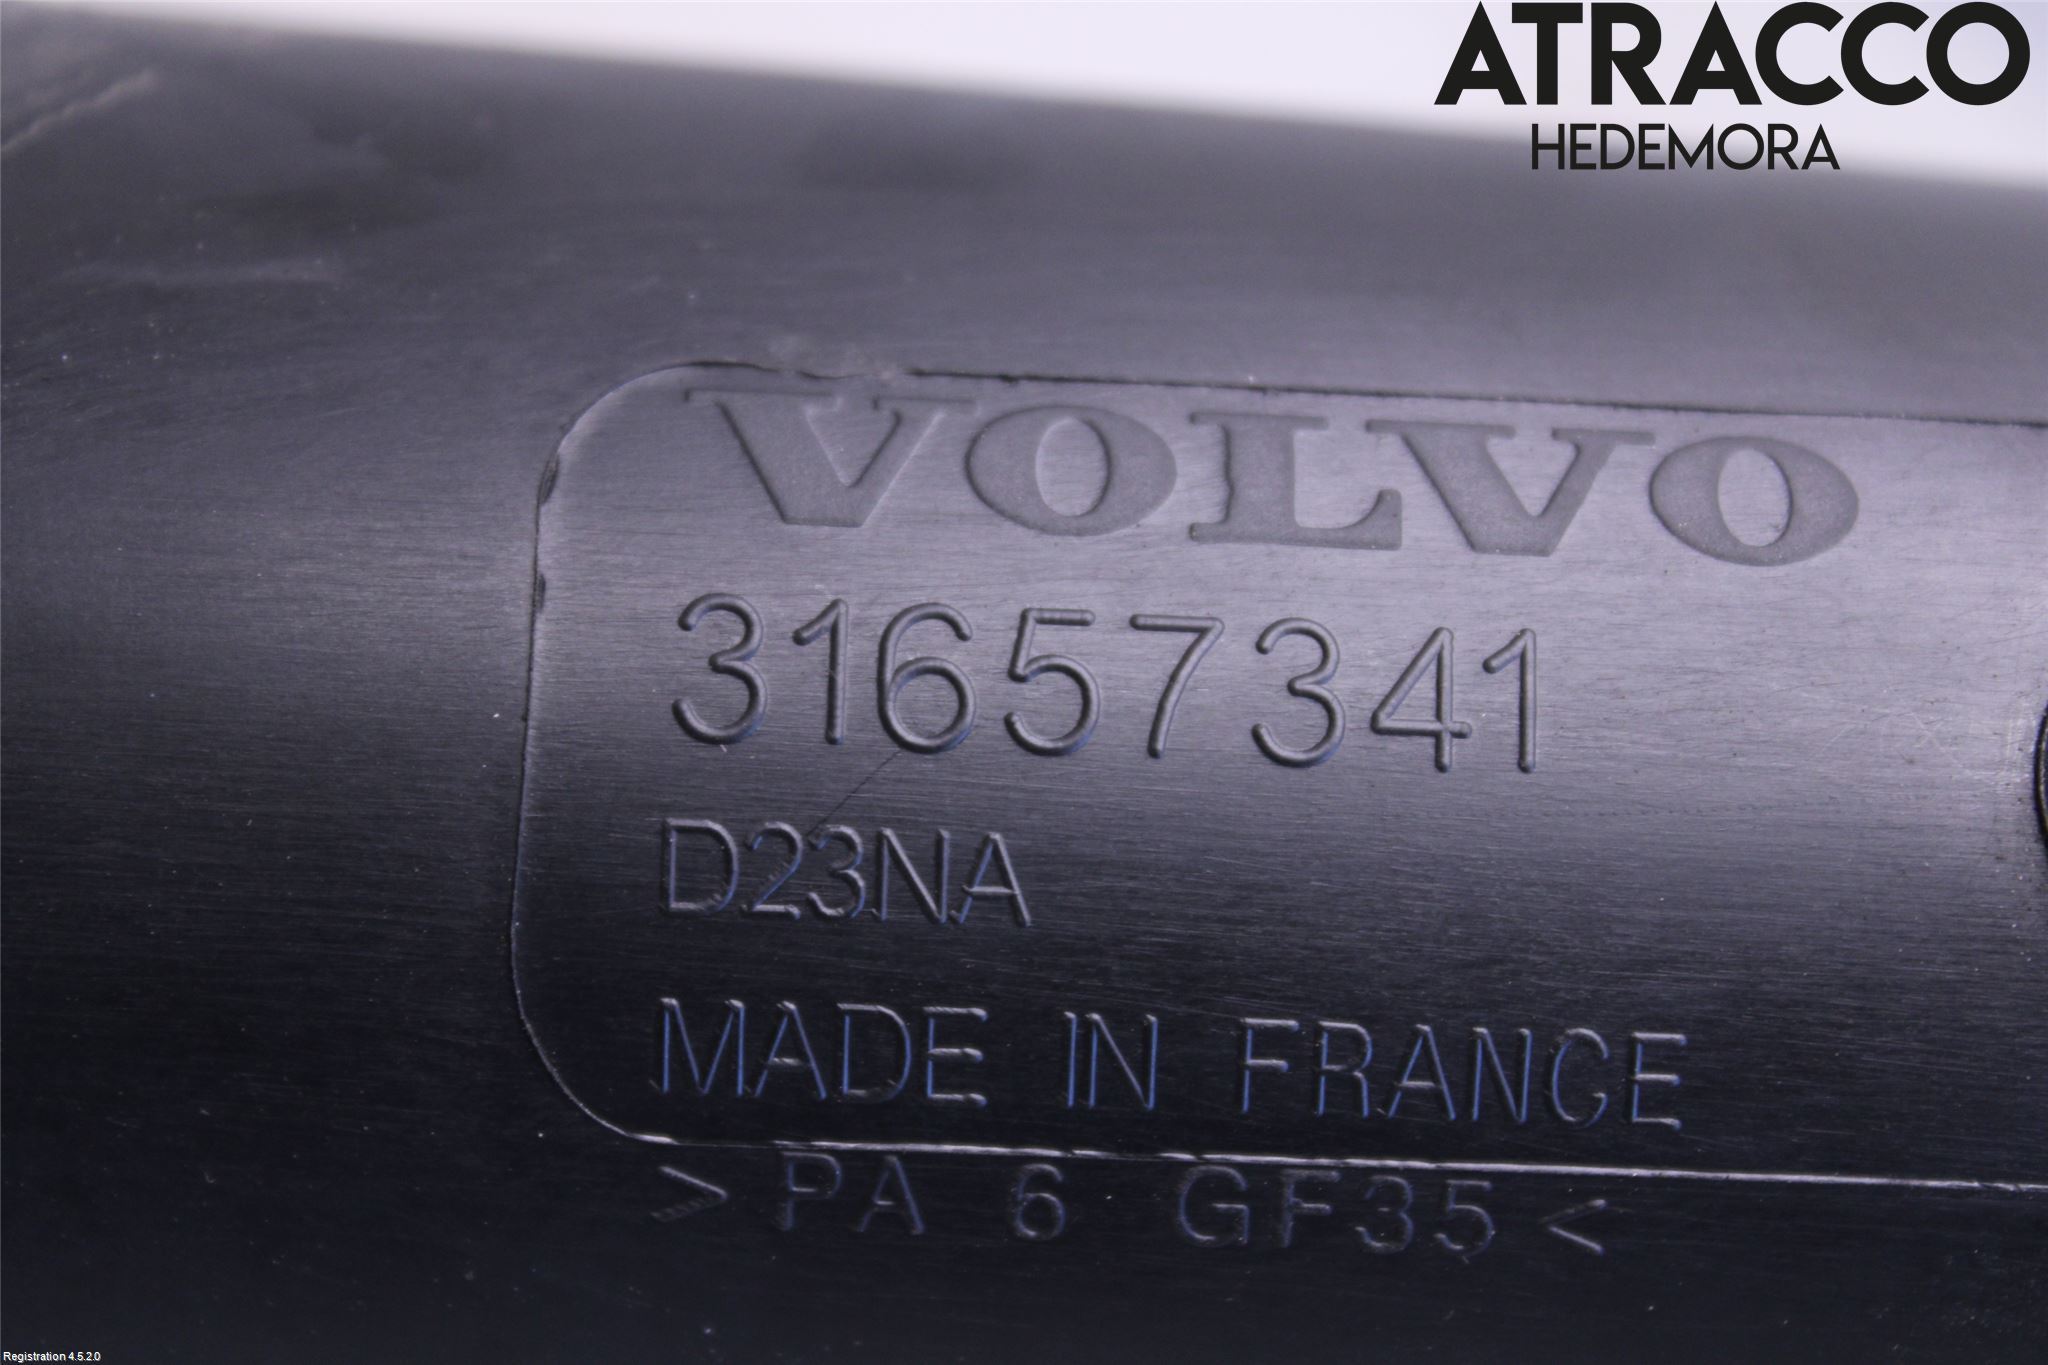 ATRACCO
HEDEMORA
VOLVO
31657341
D23NA
MADE IN FRANCE
> PA 6 GF35 <
Registration 4.5.2.0